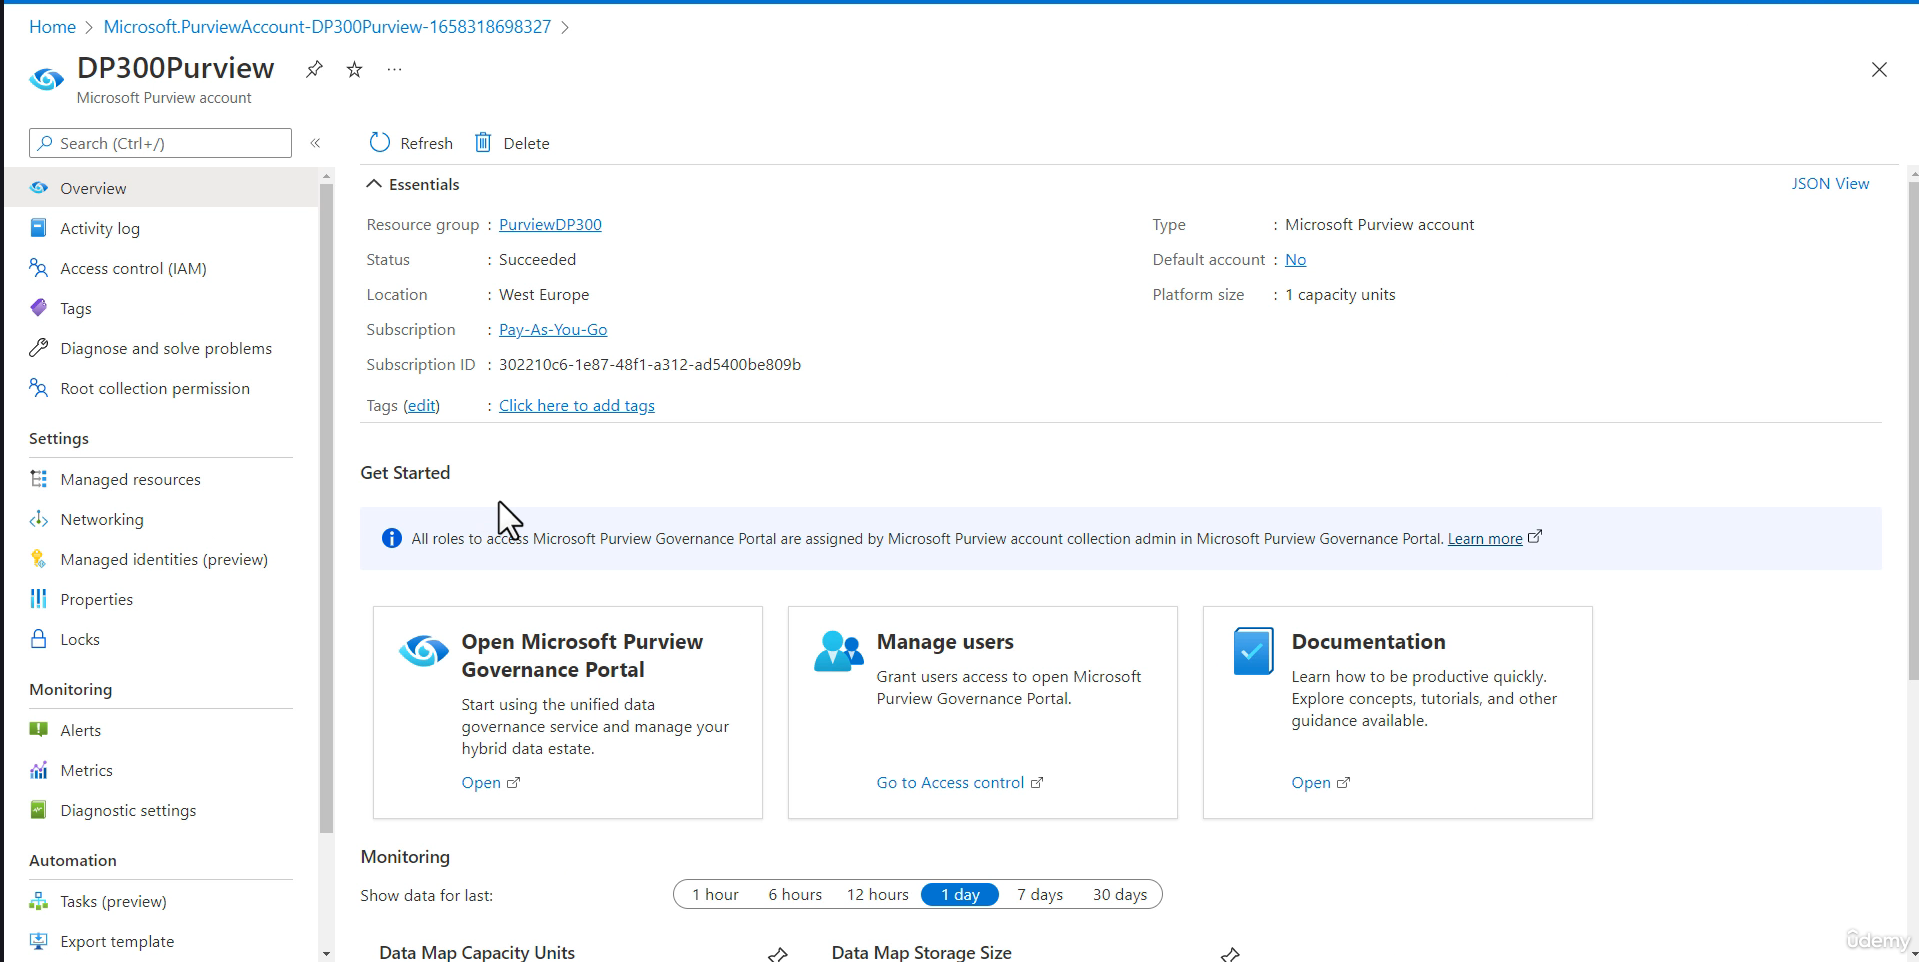 Home > Microsoft.PurviewAccount-DP300Purview-1658318698327 >
DP300Purview
Microsoft Purview account
Search (Ctrl+/)
«
Refresh
Delete
Overview
Activity log
Access control (IAM)
Tags
Diagnose and solve problems
Root collection permission
Settings
Managed resources
Networking
Managed identities (preview)
Properties
Locks
Monitoring
Alerts
Metrics
Diagnostic settings
Automation
Tasks (preview)
Export template
Essentials
JSON View
Resource group : PurviewDP300
Status : Succeeded
Location : West Europe
Subscription : Pay-As-You-Go
Subscription ID : 302210c6-1e87-48f1-a312-ad5400be809b
Tags (edit) : Click here to add tags
Type : Microsoft Purview account
Default account : No
Platform size : 1 capacity units
Get Started
All roles to access Microsoft Purview Governance Portal are assigned by Microsoft Purview account collection admin in Microsoft Purview Governance Portal. Learn more
Open Microsoft Purview
Governance Portal
Start using the unified data
governance service and manage your
hybrid data estate.
Open
Manage users
Grant users access to open Microsoft
Purview Governance Portal.
Go to Access control
Documentation
Learn how to be productive quickly.
Explore concepts, tutorials, and other
guidance available.
Open
Monitoring
Show data for last:
1 hour
6 hours
12 hours
1 day
7 days
30 days
Data Map Capacity Units
Data Map Storage Size
ûdemy